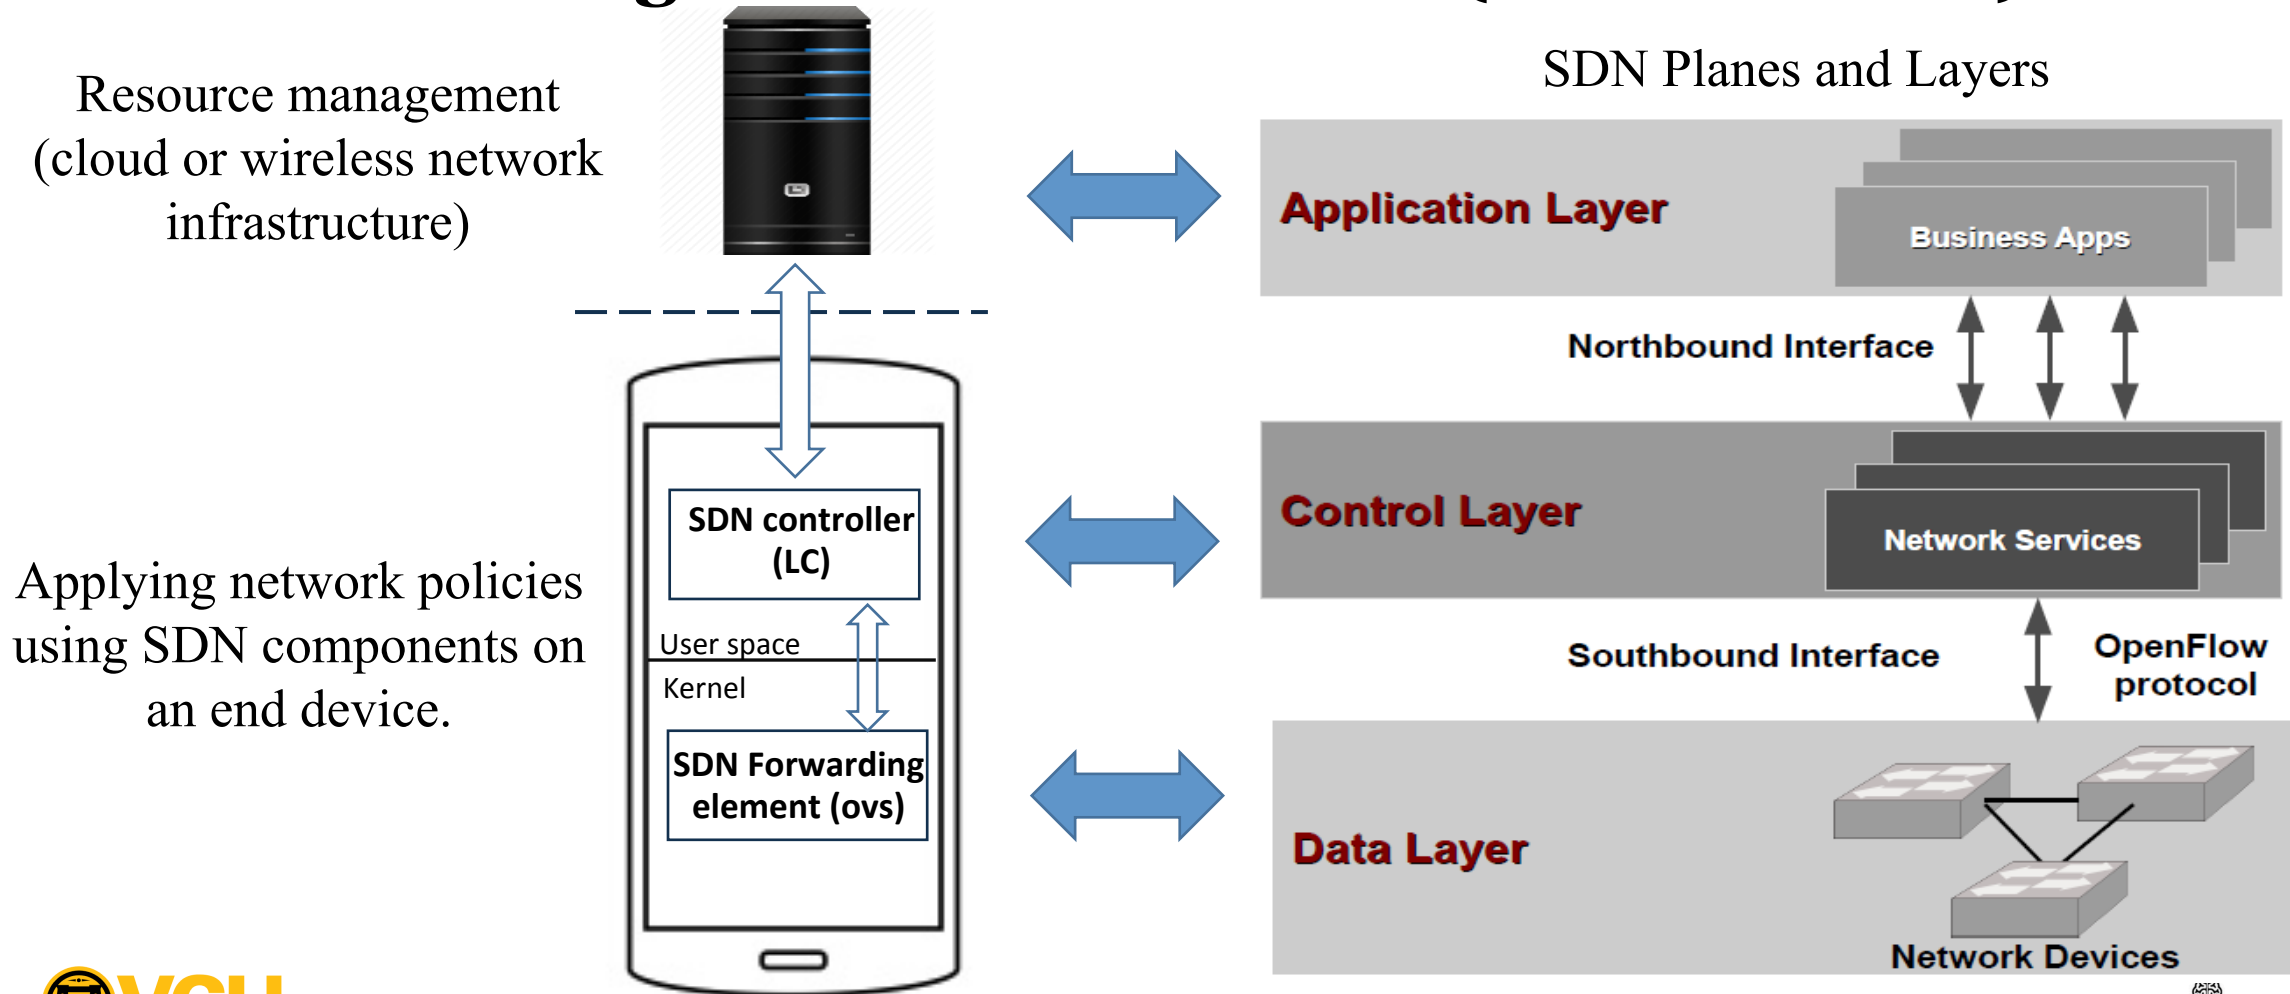 SDN Planes and Layers
Resource management
(cloud or wireless network
infrastructure)
Application Layer
Business Apps
Northbound Interface
Control Layer
Network Services
SDN controller
(LC)
User space
Kernel
Applying network policies
using SDN components on
an end device.
Southbound Interface
OpenFlow
protocol
SDN Forwarding
element (ovs)
Data Layer
Network Devices
VCU